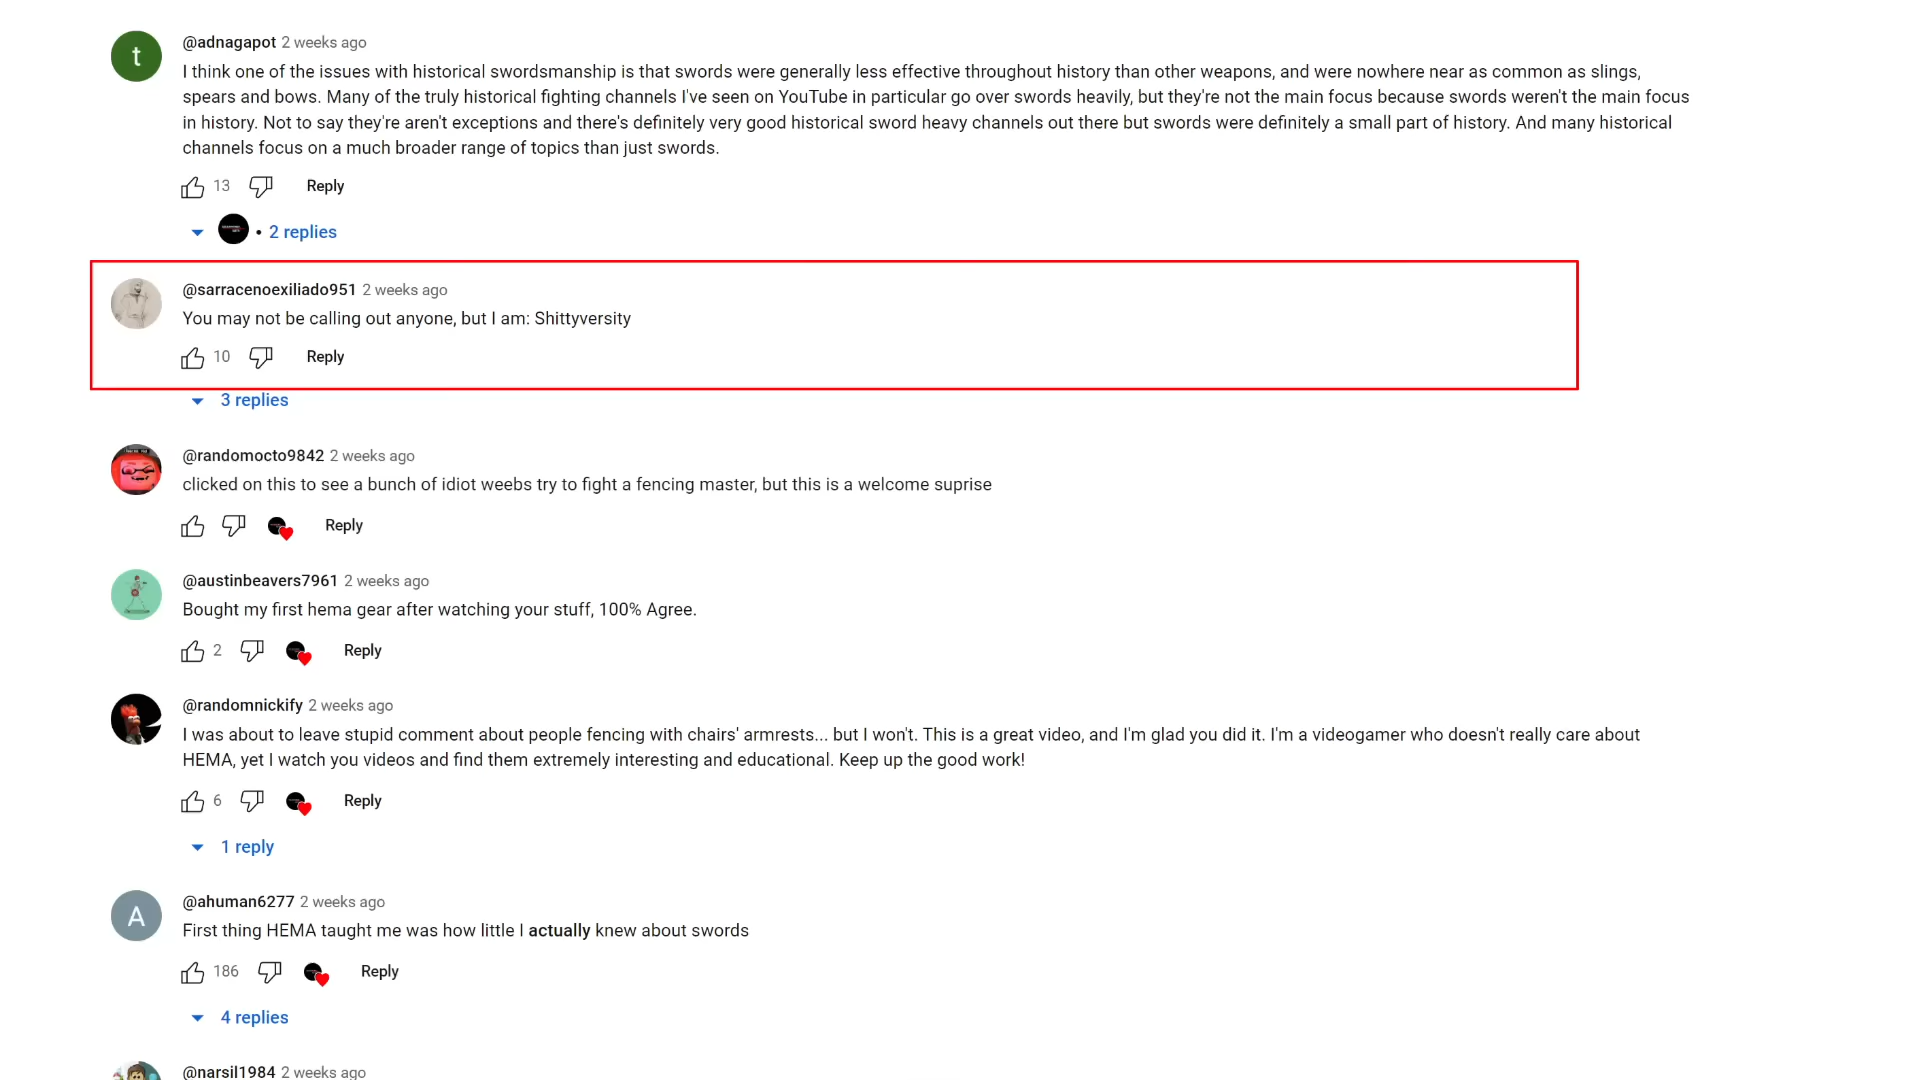 t
@adnagapot 2 weeks ago
I think one of the issues with historical swordsmanship is that swords were generally less effective throughout history than other weapons, and were nowhere near as common as slings,
spears and bows. Many of the truly historical fighting channels I've seen on YouTube in particular go over swords heavily, but they're not the main focus because swords weren't the main focus
in history. Not to say they're aren't exceptions and there's definitely very good historical sword heavy channels out there but swords were definitely a small part of history. And many historical
channels focus on a much broader range of topics than just swords.
13 Reply
• 2 replies
@sarracenoexiliado951 2 weeks ago
You may not be calling out anyone, but I am: Shittyversity
10 Reply
3 replies
@randomocto9842 2 weeks ago
clicked on this to see a bunch of idiot weebs try to fight a fencing master, but this is a welcome suprise
Reply
@austinbeavers7961 2 weeks ago
Bought my first hema gear after watching your stuff, 100% Agree.
2 Reply
@randomnickify 2 weeks ago
I was about to leave stupid comment about people fencing with chairs' armrests... but I won't. This is a great video, and I'm glad you did it. I'm a videogamer who doesn't really care about
HEMA, yet I watch you videos and find them extremely interesting and educational. Keep up the good work!
6 Reply
1 reply
A
@ahuman6277 2 weeks ago
First thing HEMA taught me was how little I actually knew about swords
186 Reply
4 replies
@narsil1984 2 weeks ago